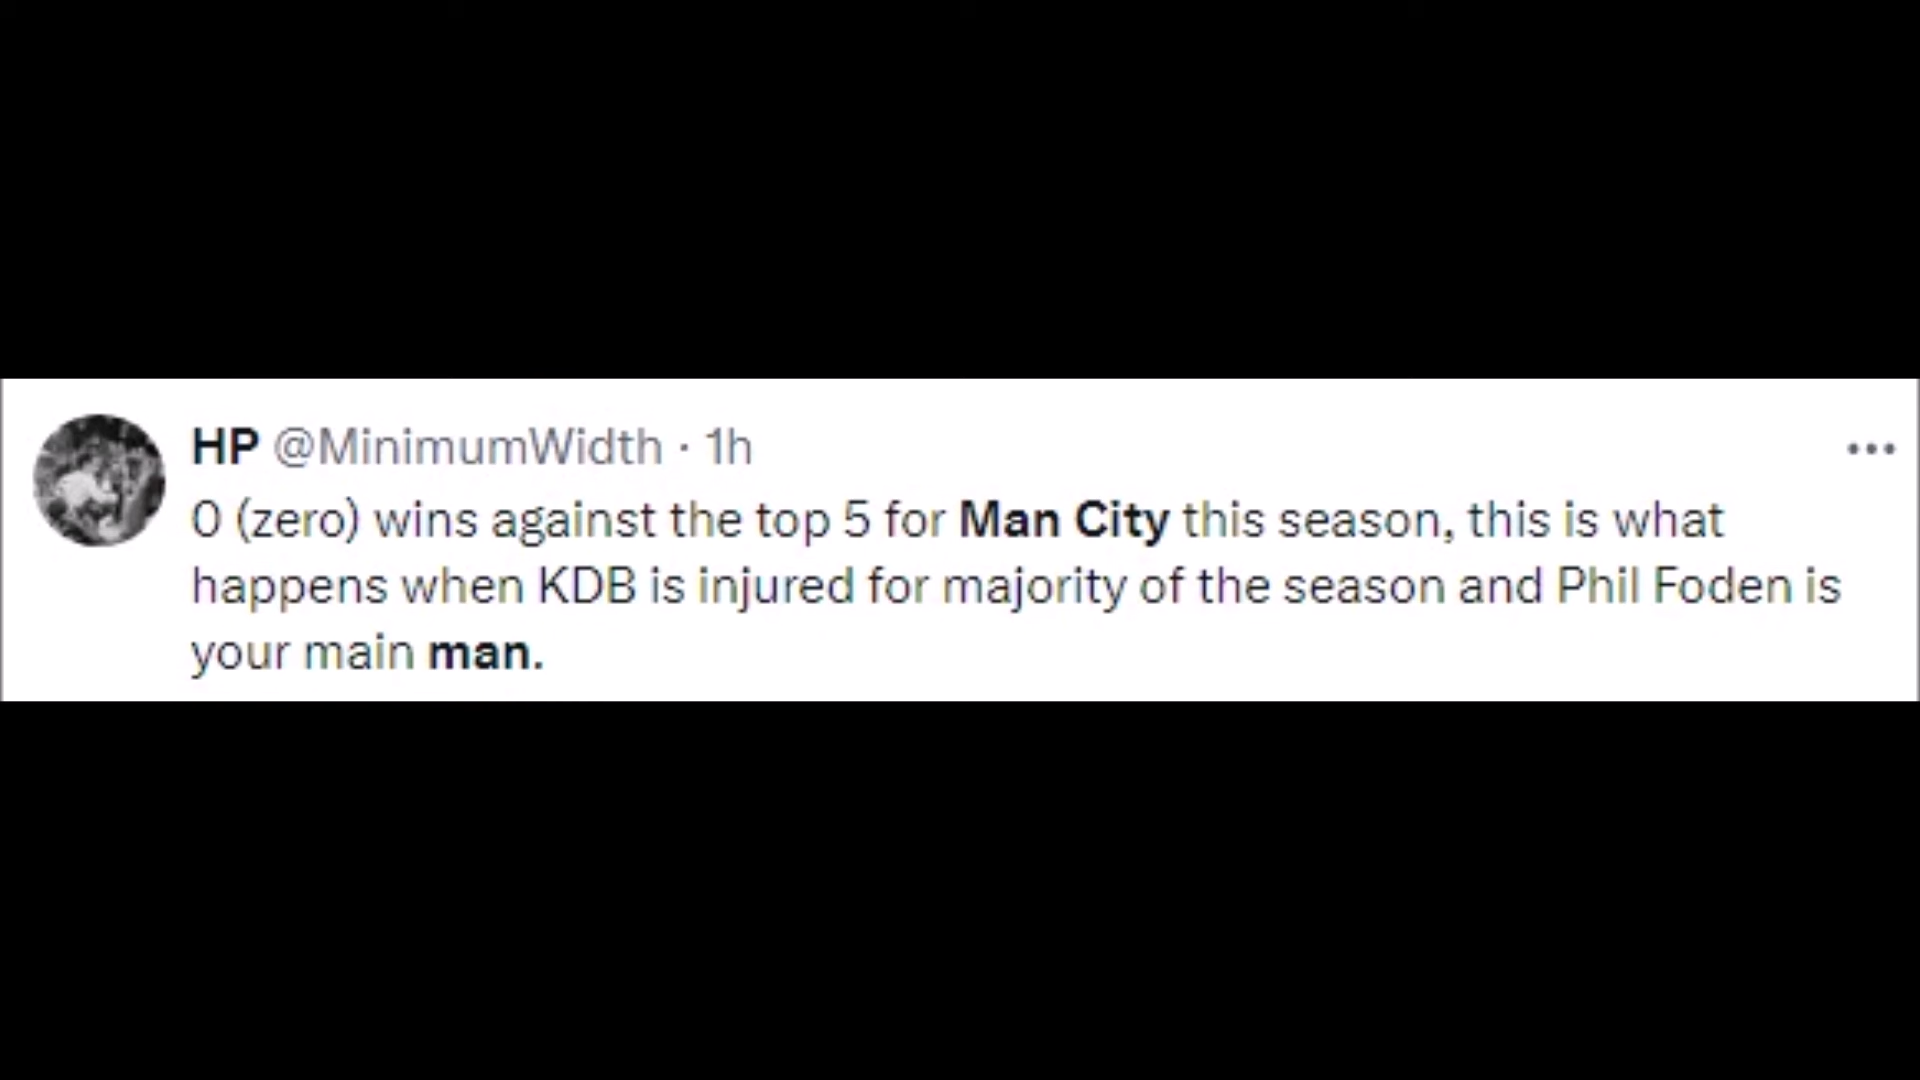 HP @MinimumWidth · 1h
0 (zero) wins against the top 5 for Man City this season, this is what
happens when KDB is injured for majority of the season and Phil Foden is
your main man.